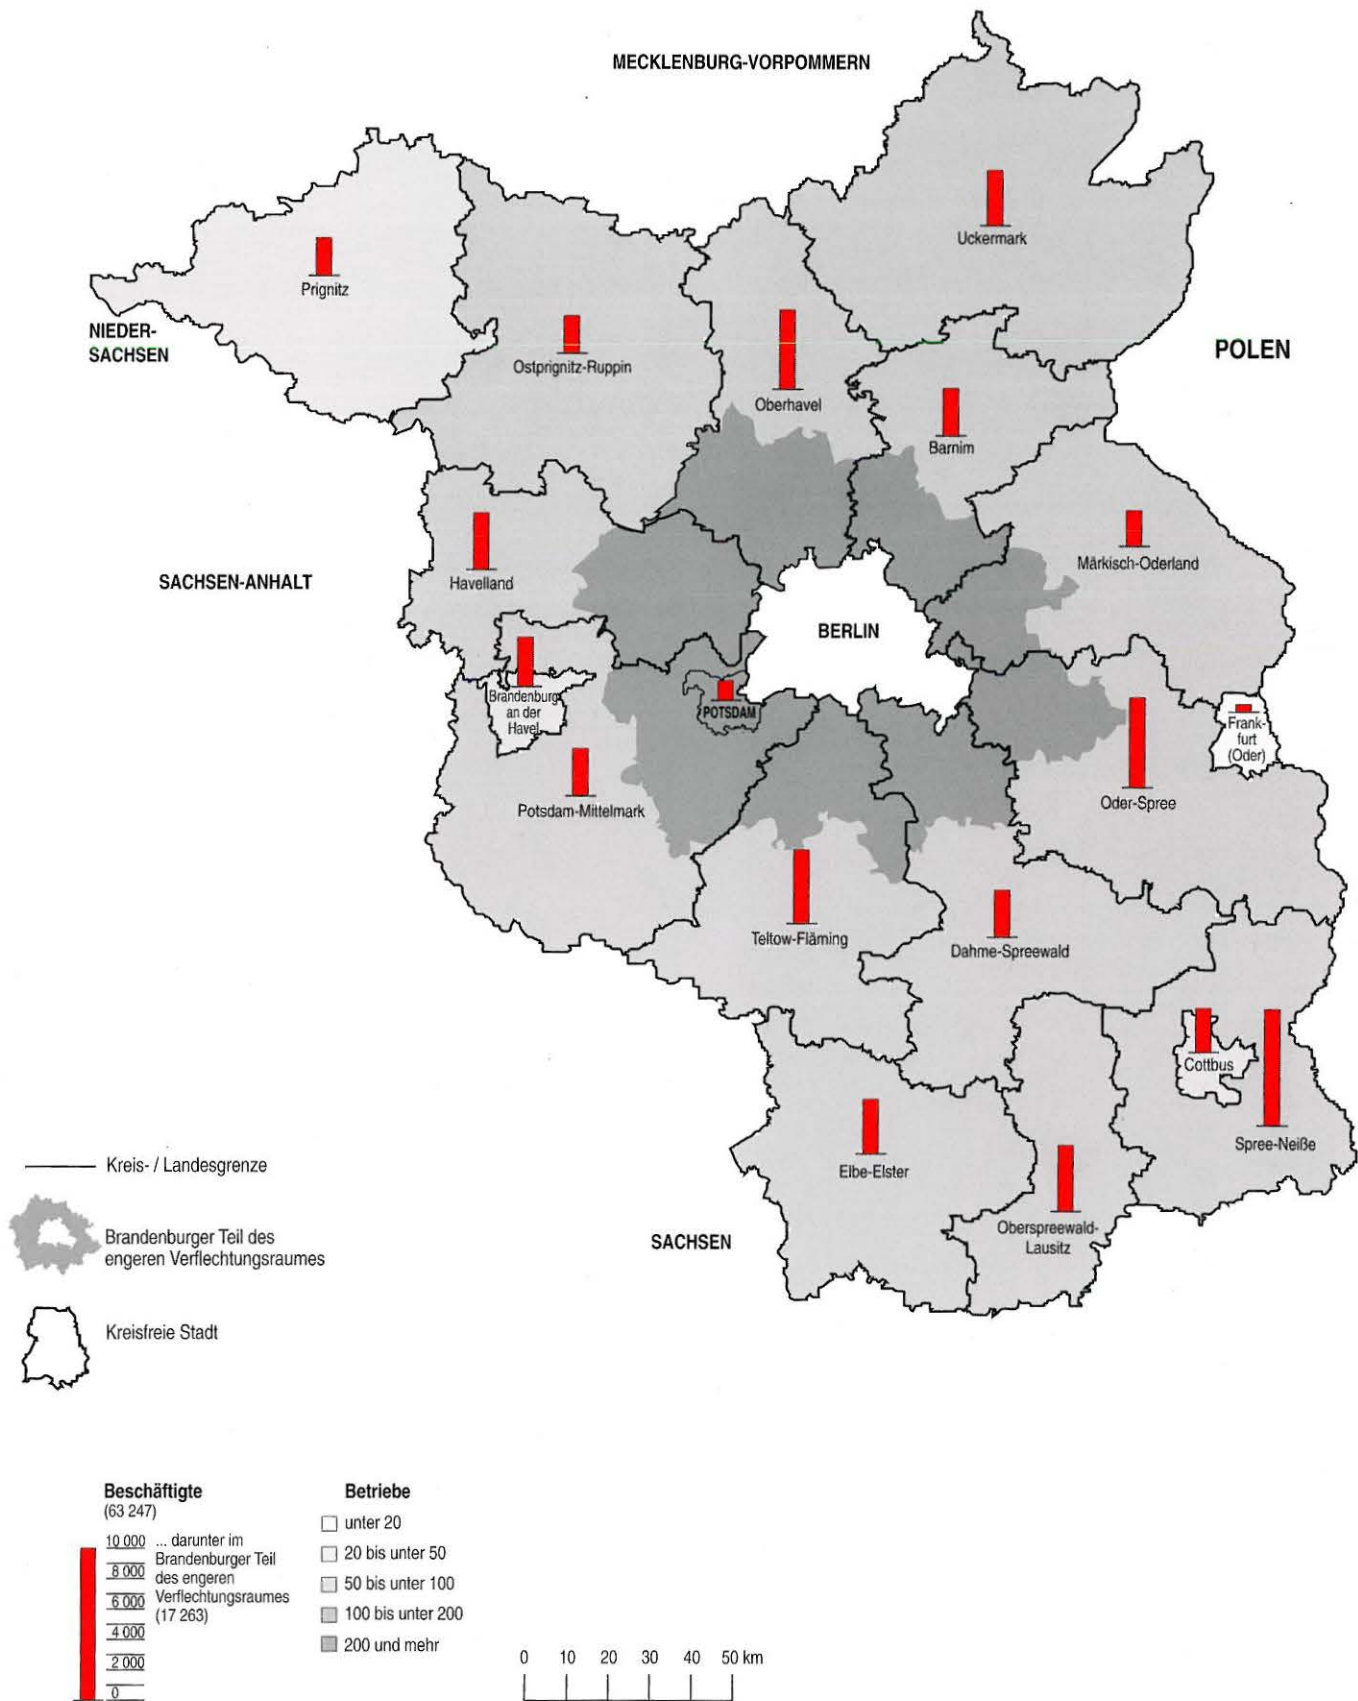 MECKLENBURG-VORPOMMERN
Uckermark
Prignitz
NIEDER-
SACHSEN
POLEN
Ostprignitz-Ruppin
Oberhavel
Barnim
Märkisch-Oderland
Havelland
SACHSEN-ANHALT
BERLIN
Brandenburg
an der
Havel
POTSDAM
Frank-
furt
(Oder)
Potsdam-Mittelmark
Oder-Spree
Teltow-Fläming
Dahme-Spreewald
Cottbus
Spree-Neiße
Elbe-Elster
Oberspreewald-
Lausitz
SACHSEN
Kreis- / Landesgrenze
Brandenburger Teil des
engeren Verflechtungsraumes
Kreisfreie Stadt
Beschäftigte
(63 247)
10 000
8 000
6 000
4 000
2 000
0
... darunter im
Brandenburger Teil
des engeren
Verflechtungsraumes
(17 263)
Betriebe
unter 20
20 bis unter 50
50 bis unter 100
100 bis unter 200
200 und mehr
0 10 20 30 40 50 km